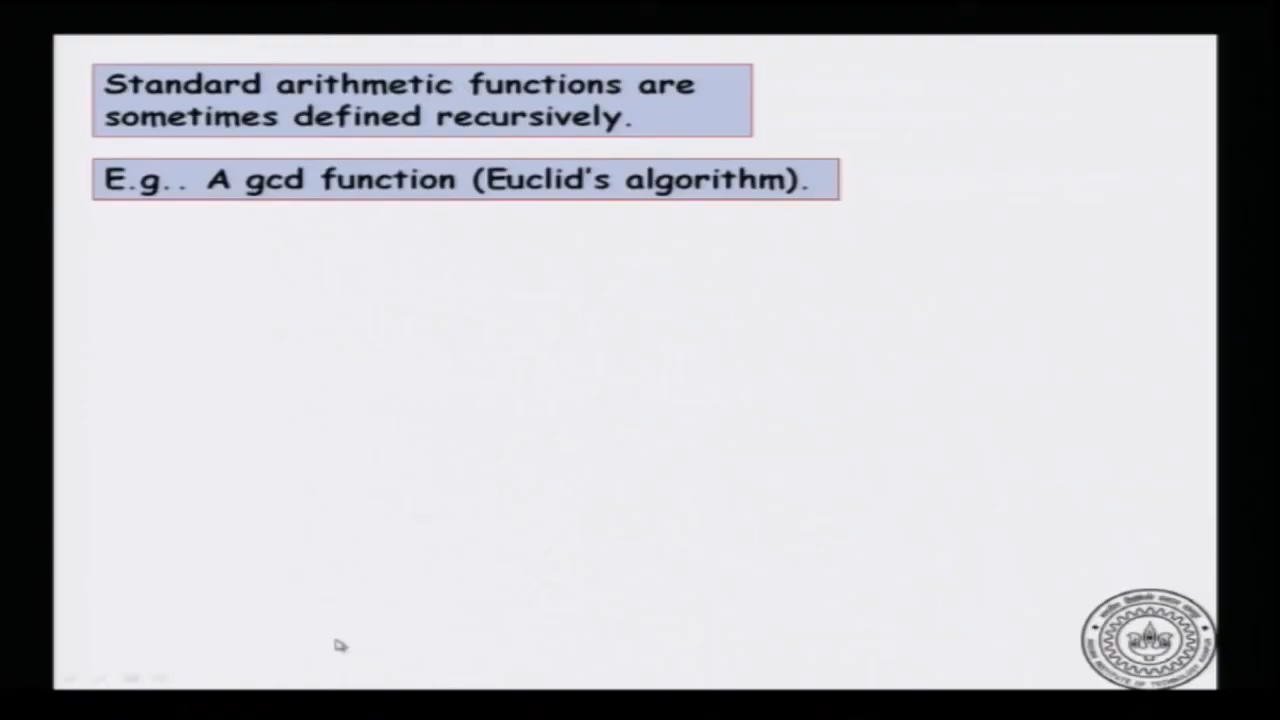 Standard arithmetic functions are
sometimes defined recursively.
E.g.. A gcd function (Euclid's algorithm).